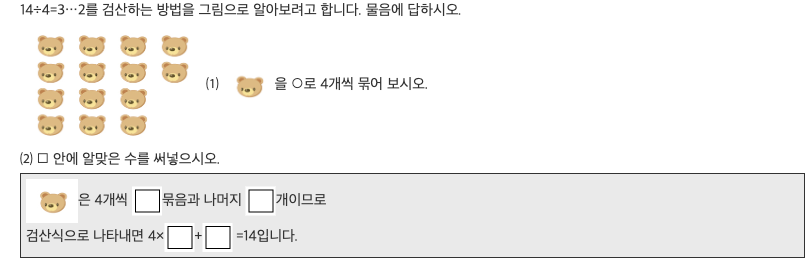 14÷4=3…2를 검산하는 방법을 그림으로 알아보려고 합니다. 물음에 답하시오.
(1) 을 ○로 4개씩 묶어 보시오.
(2) □ 안에 알맞은 수를 써넣으시오.
은 4개씩 □묶음과 나머지 □개이므로
검산식으로 나타내면 4×□+□=14입니다.